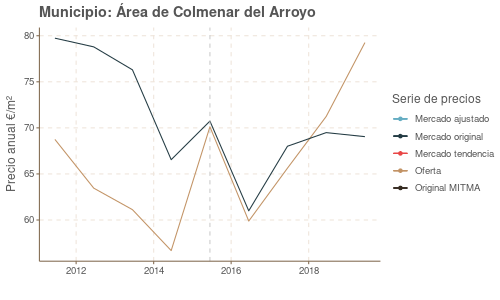 Municipio: Área de Colmenar del Arroyo
Precio anual €/m²
80
75
70
65
60
2012
2014
2016
2018
Serie de precios
Mercado ajustado
Mercado original
Mercado tendencia
Oferta
Original MITMA